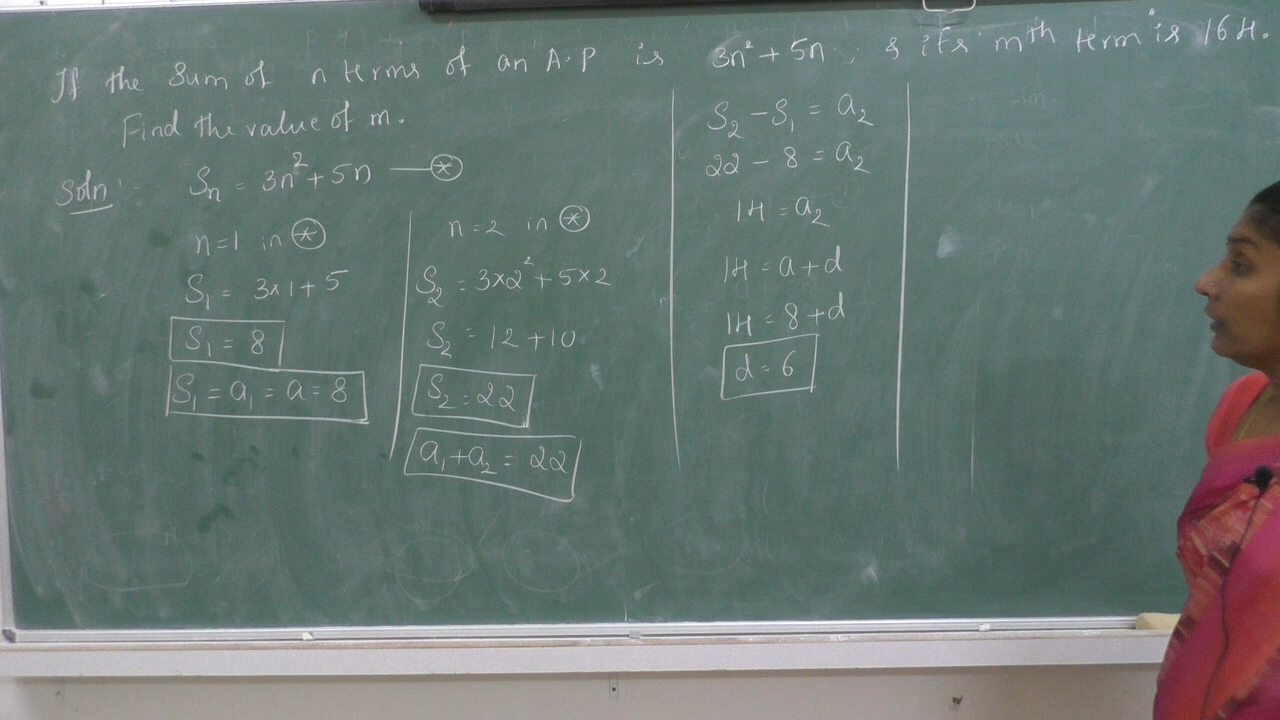 If the Sum of n terms of an A.P is 3n² + 5n, & its mth term is 164.
Find the value of m.
Soln:- Sn = 3n² + 5n —⊛
n=1 in ⊛
S₁ = 3×1+5
S₁ = 8
S₁ = a₁ = a = 8
n=2 in ⊛
S₂ = 3×2² + 5×2
S₂ = 12 + 10
S₂ = 22
a₁+a₂ = 22
S₂ - S₁ = a₂
22 - 8 = a₂
14 = a₂
14 = a+d
14 = 8+d
d = 6